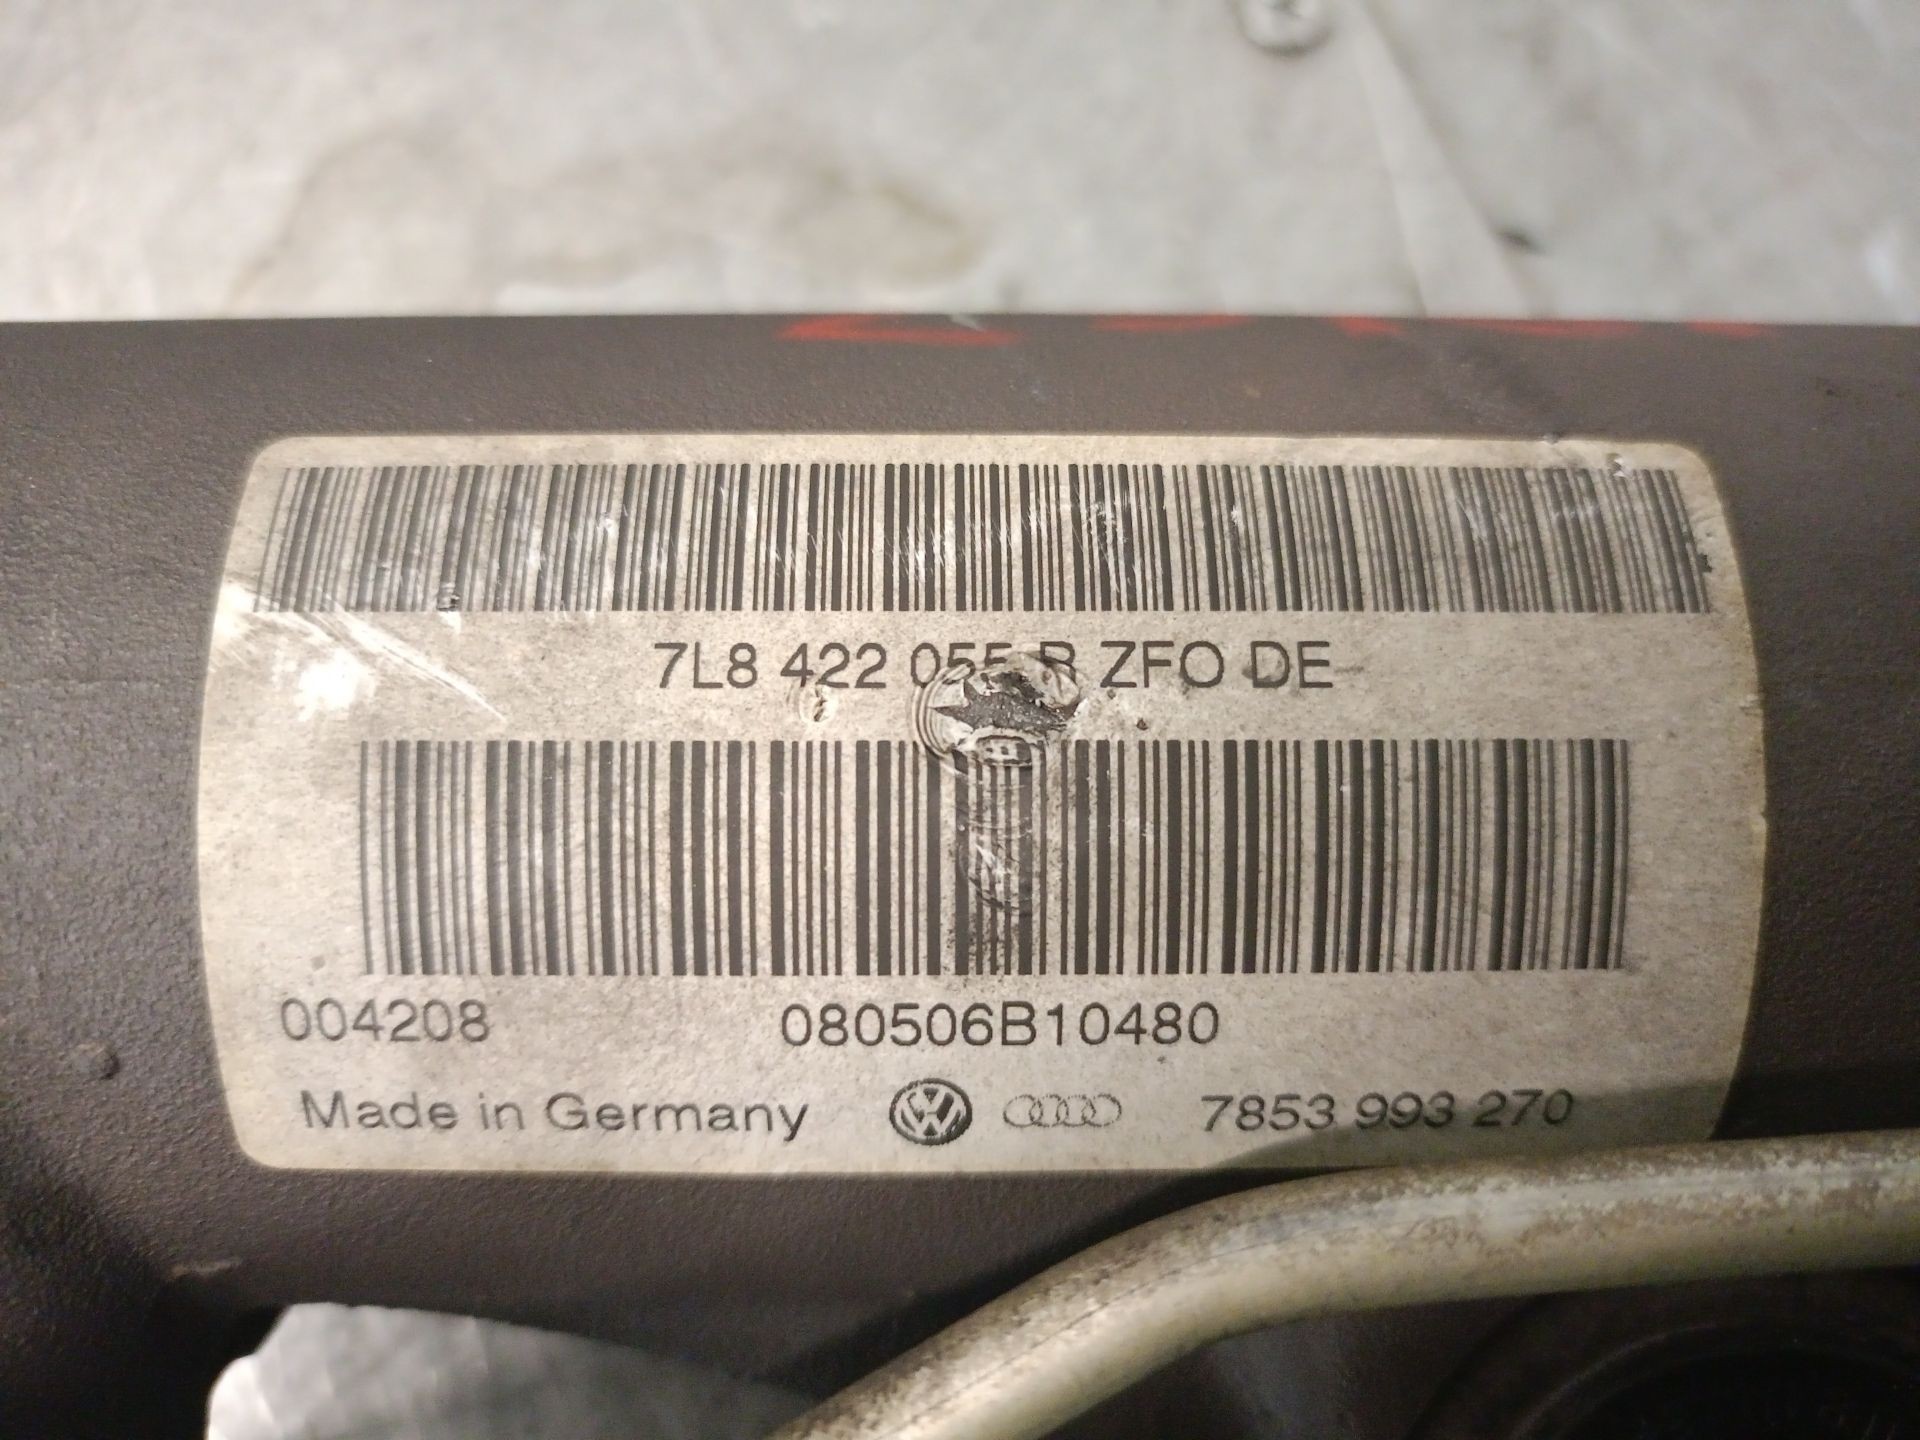 7L8 422 055 B ZFO DE
004208 080506B10480
Made in Germany 7853 993 270